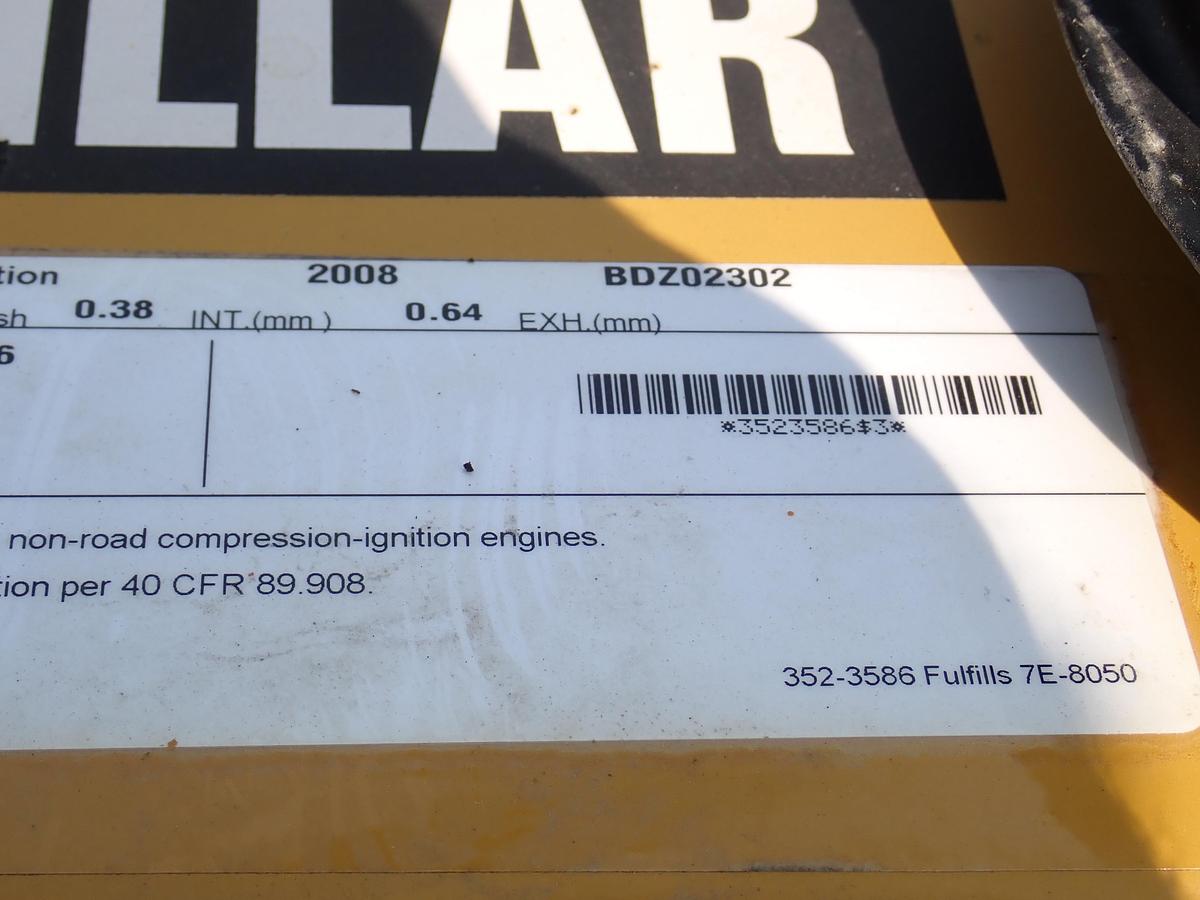 LLAR
tion 2008 BDZ02302
sh 0.38 INT.(mm ) 0.64 EXH.(mm)
6
*3523586$3*
non-road compression-ignition engines.
tion per 40 CFR 89.908.
352-3586 Fulfills 7E-8050